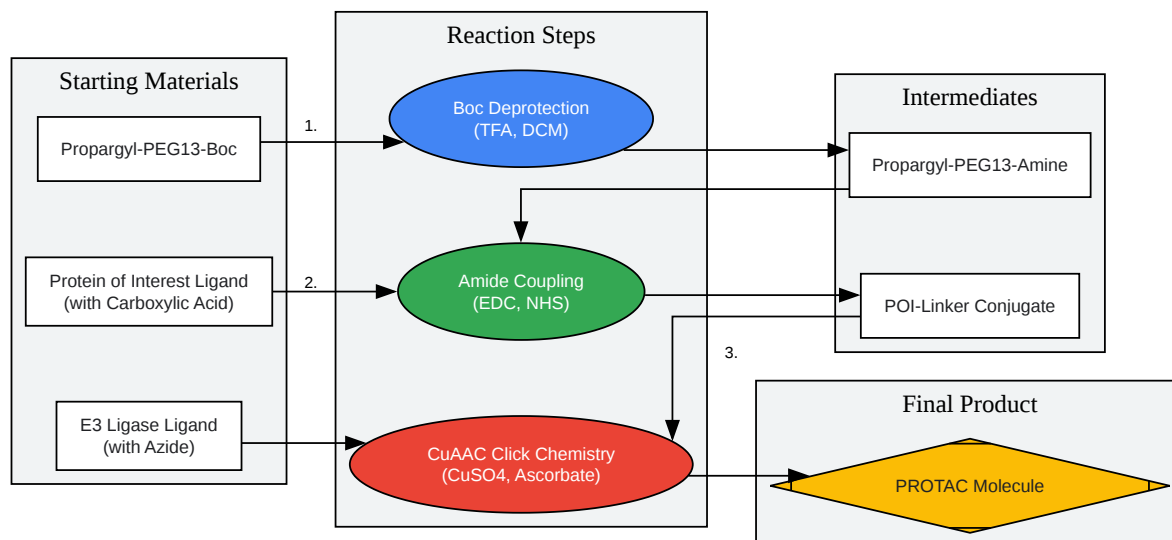 Starting Materials
Propargyl-PEG13-Boc
Protein of Interest Ligand
(with Carboxylic Acid)
E3 Ligase Ligand
(with Azide)
1.
2.
Reaction Steps
Boc Deprotection
(TFA, DCM)
Amide Coupling
(EDC, NHS)
CuAAC Click Chemistry
(CuSO4, Ascorbate)
3.
Intermediates
Propargyl-PEG13-Amine
POI-Linker Conjugate
Final Product
PROTAC Molecule